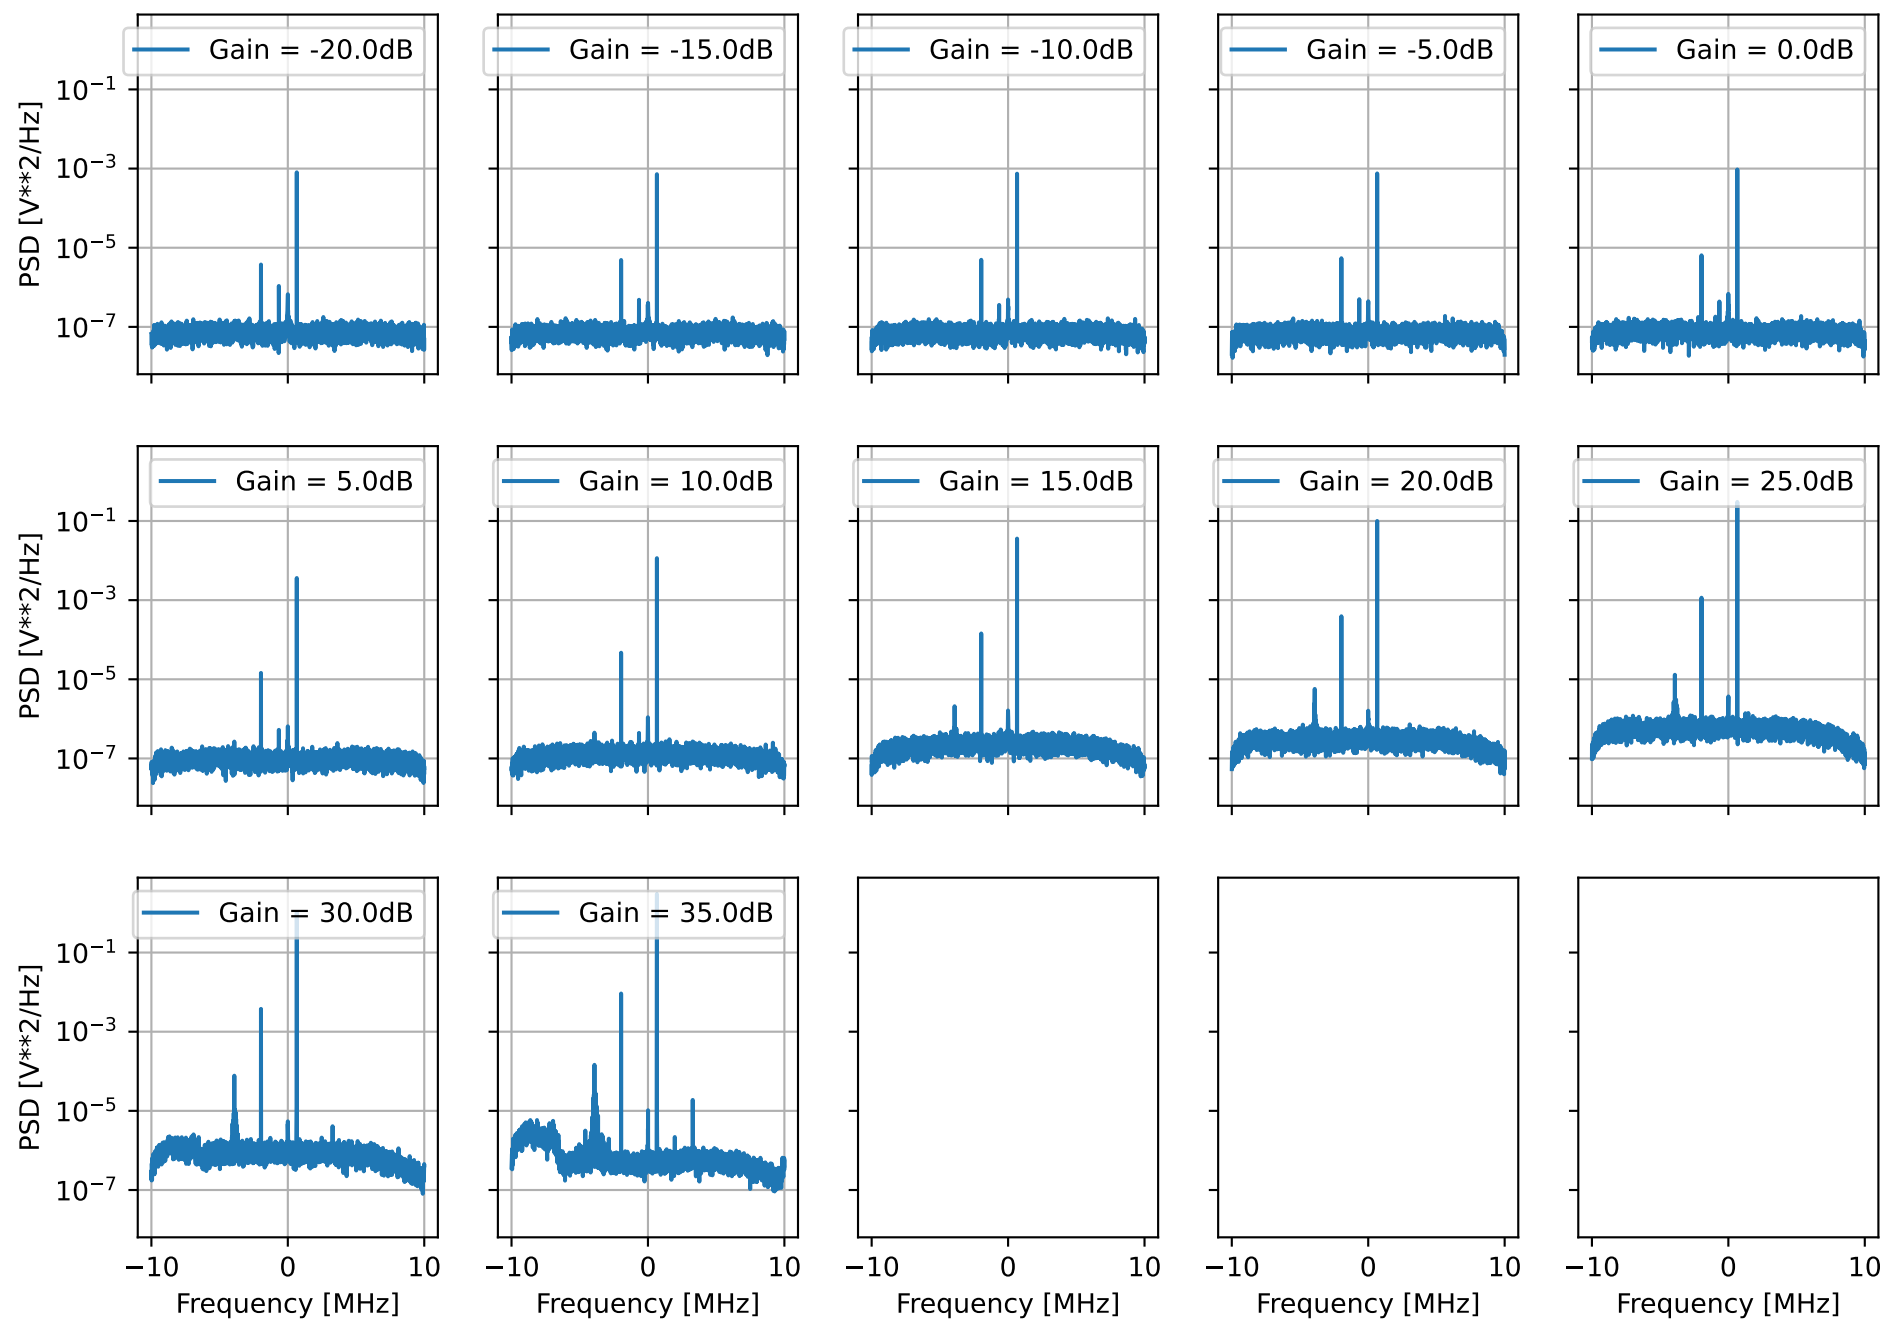 Gain = -20.0dB
Gain = -15.0dB
Gain = -10.0dB
Gain = -5.0dB
Gain = 0.0dB
PSD [V**2/Hz]
10⁻¹
10⁻³
10⁻⁵
10⁻⁷
Gain = 5.0dB
Gain = 10.0dB
Gain = 15.0dB
Gain = 20.0dB
Gain = 25.0dB
PSD [V**2/Hz]
10⁻¹
10⁻³
10⁻⁵
10⁻⁷
Gain = 30.0dB
Gain = 35.0dB
PSD [V**2/Hz]
10⁻¹
10⁻³
10⁻⁵
10⁻⁷
−10 0 10
−10 0 10
−10 0 10
−10 0 10
−10 0 10
Frequency [MHz]
Frequency [MHz]
Frequency [MHz]
Frequency [MHz]
Frequency [MHz]